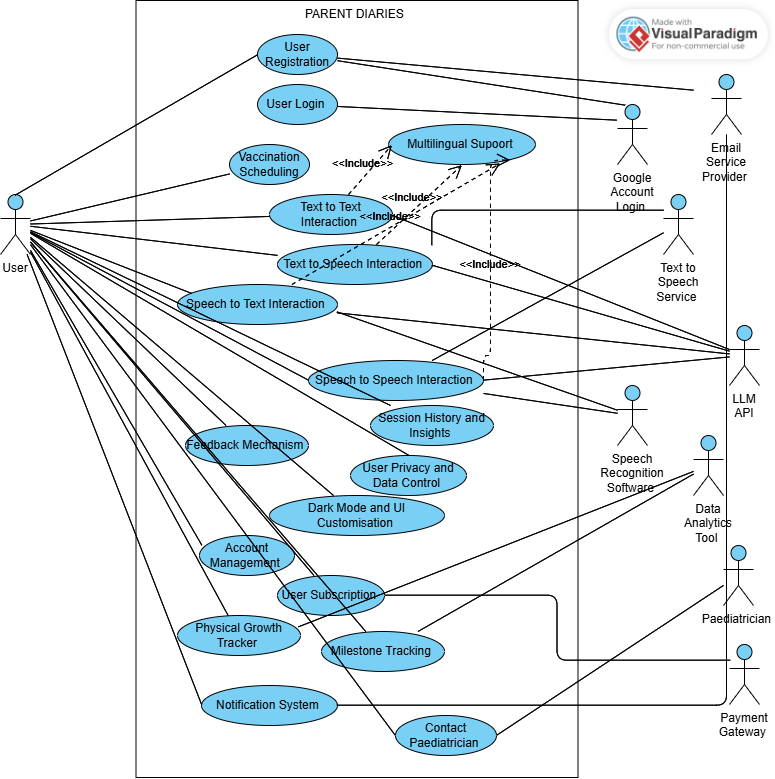 PARENT DIARIES
Made with
VisualParadigm
For non-commercial use
User
Registration
User Login
Multilingual Supoort
<<Include>>
Vaccination
Scheduling
Email
Service
Provider
Google
Account
Login
<<Include>>
Text to Text
Interaction
<<Include>>
User
Text to Speech Interaction
<<Include>>
Text to
Speech
Service
Speech to Text Interaction
Speech to Speech Interaction
LLM
API
Session History and
Insights
Feedback Mechanism
User Privacy and
Data Control
Speech
Recognition
Software
Dark Mode and UI
Customisation
Data
Analytics
Tool
Account
Management
User Subscription
Paediatrician
Physical Growth
Tracker
Milestone Tracking
Notification System
Contact
Paediatrician
Payment
Gateway